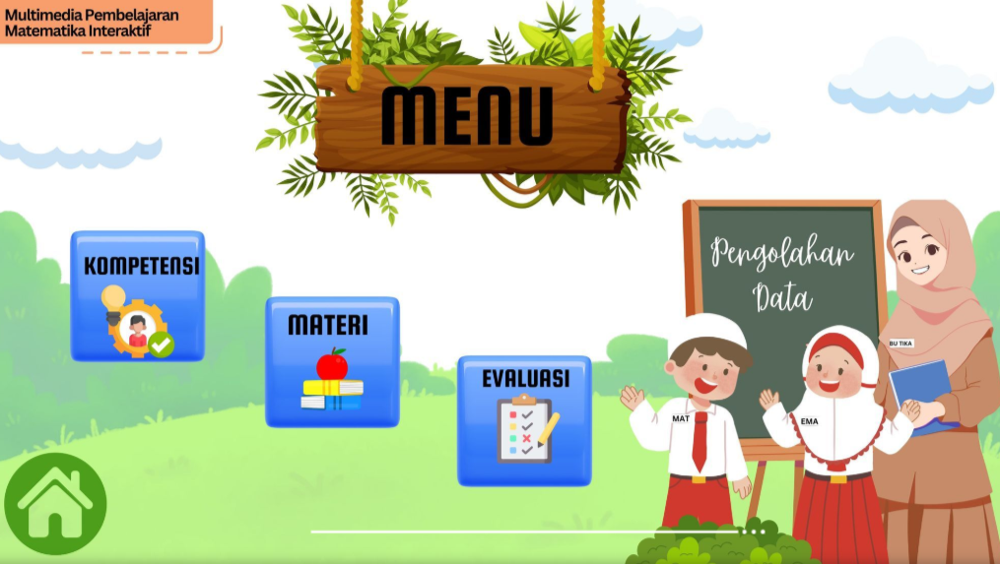 Multimedia Pembelajaran
Matematika Interaktif
MENU
KOMPETENSI
MATERI
EVALUASI
Pengolahan
Data
BU TIKA
MAT
EMA